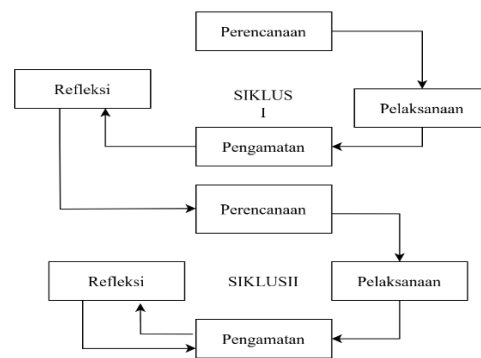 Perencanaan
Refleksi
SIKLUS
I
Pelaksanaan
Pengamatan
Perencanaan
Refleksi
SIKLUSII
Pelaksanaan
Pengamatan